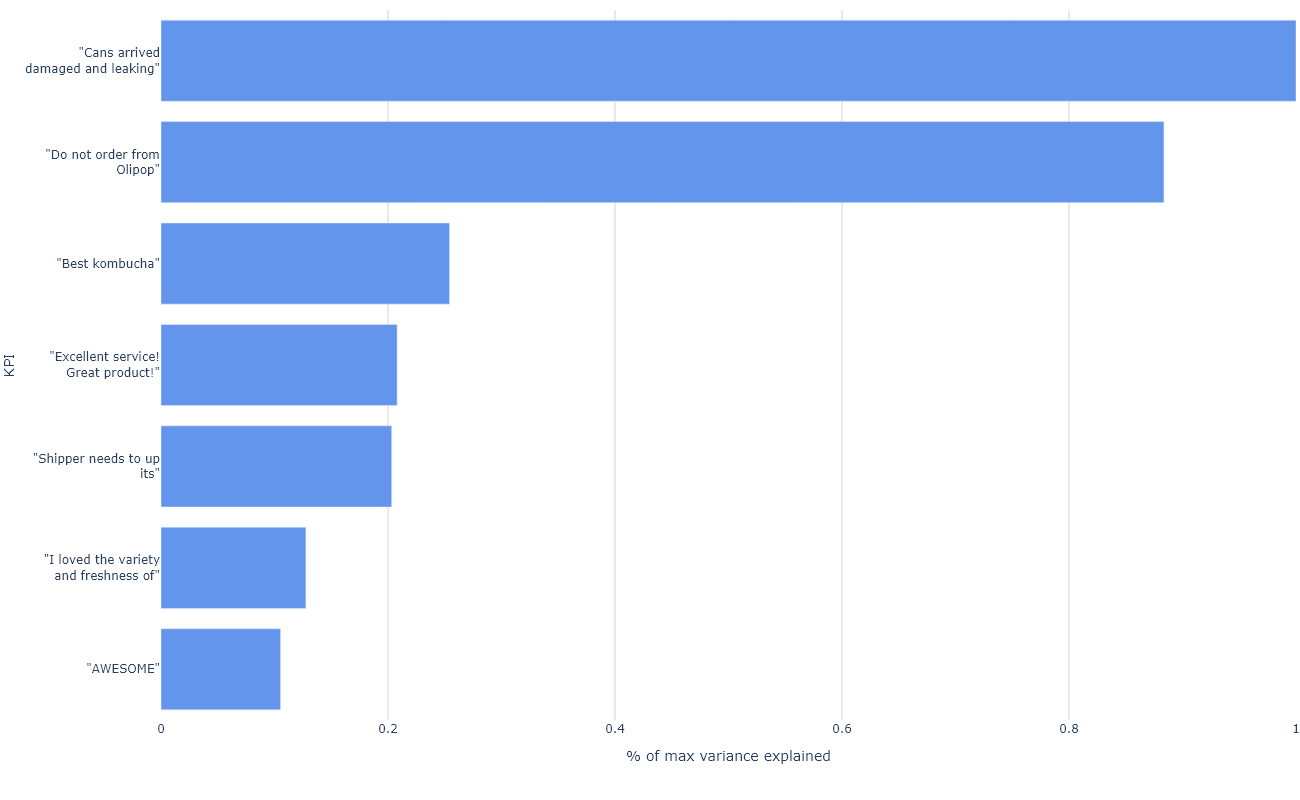 "Cans arrived
damaged and leaking"
"Do not order from
Olipop"
"Best kombucha"
"Excellent service!
Great product!"
"Shipper needs to up
its"
"I loved the variety
and freshness of"
"AWESOME"
KPI
0 0.2 0.4 0.6 0.8 1
% of max variance explained